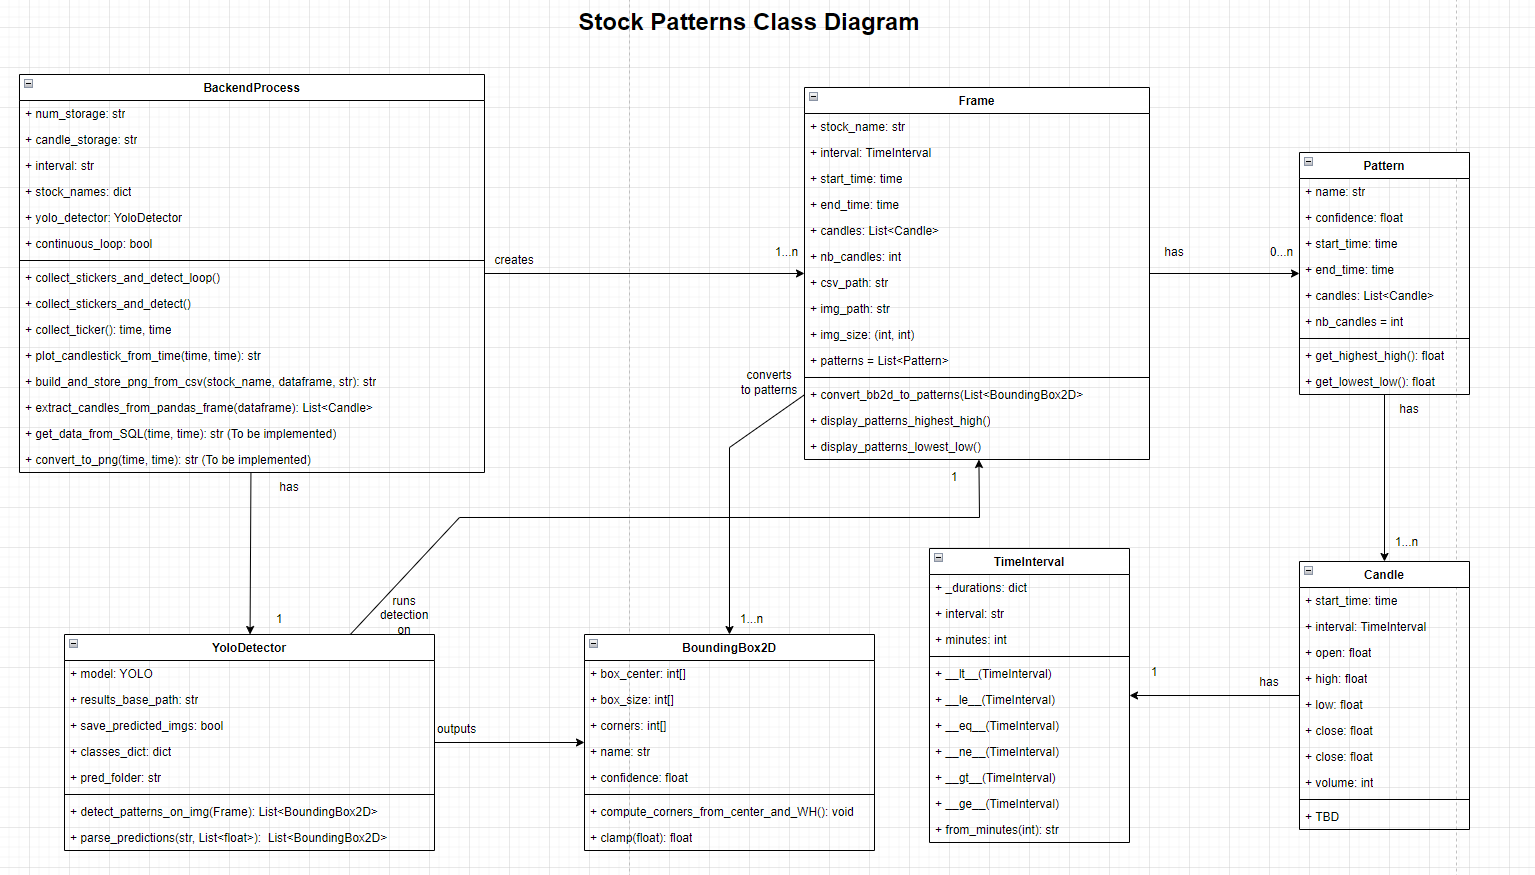 Stock Patterns Class Diagram
BackendProcess
+ num_storage: str
+ candle_storage: str
+ interval: str
+ stock_names: dict
+ yolo_detector: YoloDetector
+ continuous_loop: bool
+ collect_stickers_and_detect_loop()
+ collect_stickers_and_detect()
+ collect_ticker(): time, time
+ plot_candlestick_from_time(time, time): str
+ build_and_store_png_from_csv(stock_name, dataframe, str): str
+ extract_candles_from_pandas_frame(dataframe): List<Candle>
+ get_data_from_SQL(time, time): str (To be implemented)
+ convert_to_png(time, time): str (To be implemented)
creates
1...n
Frame
+ stock_name: str
+ interval: TimeInterval
+ start_time: time
+ end_time: time
+ candles: List<Candle>
+ nb_candles: int
+ csv_path: str
+ img_path: str
+ img_size: (int, int)
+ patterns = List<Pattern>
+ convert_bb2d_to_patterns(List<BoundingBox2D>
+ display_patterns_highest_high()
+ display_patterns_lowest_low()
has
0...n
Pattern
+ name: str
+ confidence: float
+ start_time: time
+ end_time: time
+ candles: List<Candle>
+ nb_candles = int
+ get_highest_high(): float
+ get_lowest_low(): float
converts
to patterns
has
1
has
1...n
1
runs
detection
on
1...n
YoloDetector
+ model: YOLO
+ results_base_path: str
+ save_predicted_imgs: bool
+ classes_dict: dict
+ pred_folder: str
+ detect_patterns_on_img(Frame): List<BoundingBox2D>
+ parse_predictions(str, List<float>): List<BoundingBox2D>
outputs
BoundingBox2D
+ box_center: int[]
+ box_size: int[]
+ corners: int[]
+ name: str
+ confidence: float
+ compute_corners_from_center_and_WH(): void
+ clamp(float): float
TimeInterval
+ _durations: dict
+ interval: str
+ minutes: int
+ __lt__(TimeInterval)
+ __le__(TimeInterval)
+ __eq__(TimeInterval)
+ __ne__(TimeInterval)
+ __gt__(TimeInterval)
+ __ge__(TimeInterval)
+ from_minutes(int): str
1
has
Candle
+ start_time: time
+ interval: TimeInterval
+ open: float
+ high: float
+ low: float
+ close: float
+ close: float
+ volume: int
+ TBD